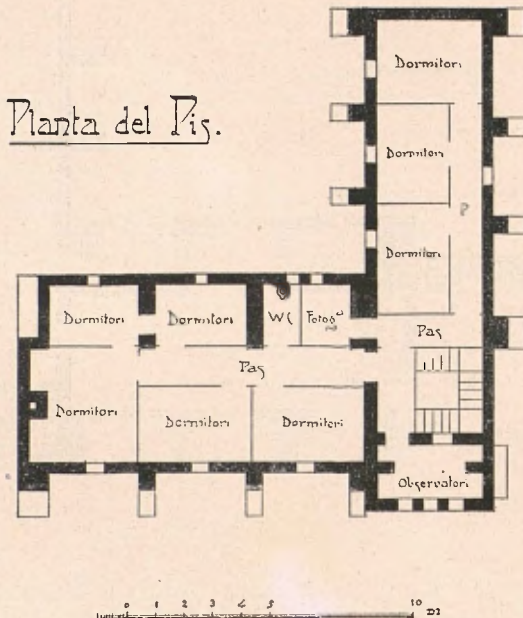 Planta del Pis.
Dormitori
Dormitori
Dormitori
Dormitori
Dormitori
WC
Fotogª
Pas
Pas
Dormitori
Dormitori
Dormitori
Observatori
0 1 2 3 4 5 10